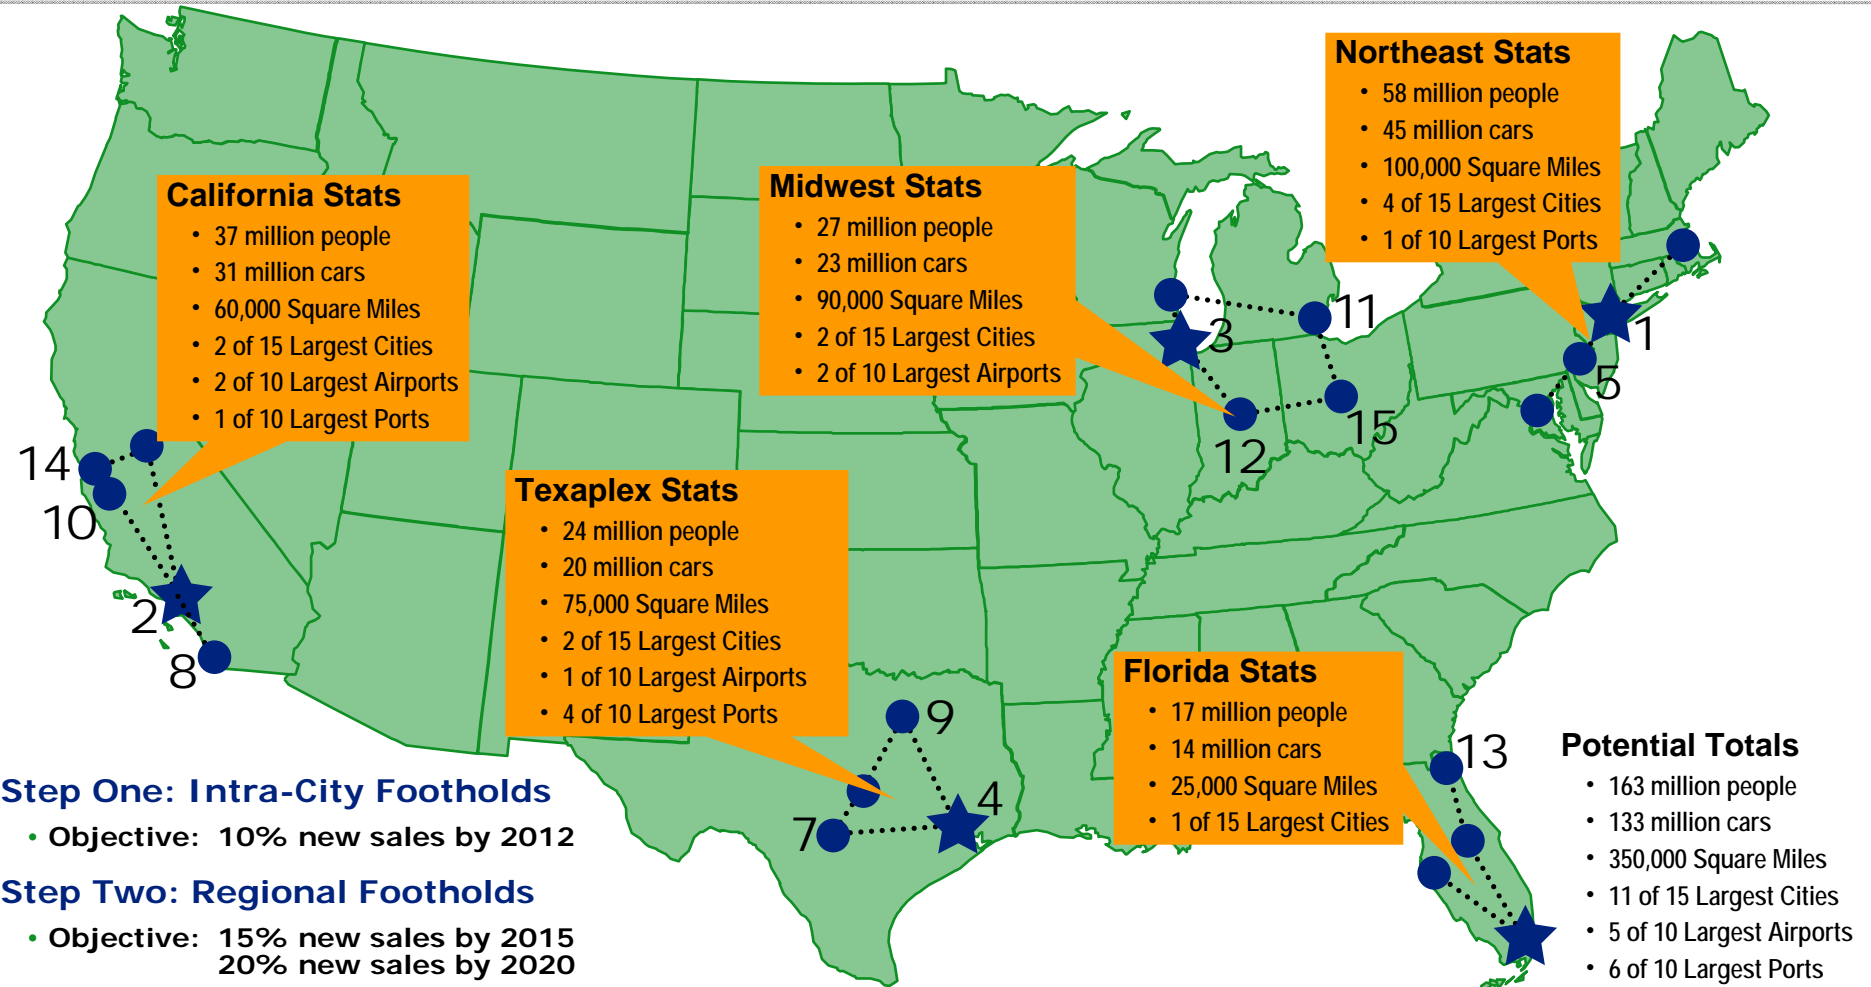 Northeast Stats
• 58 million people
• 45 million cars
• 100,000 Square Miles
• 4 of 15 Largest Cities
• 1 of 10 Largest Ports
Midwest Stats
• 27 million people
• 23 million cars
• 90,000 Square Miles
• 2 of 15 Largest Cities
• 2 of 10 Largest Airports
California Stats
• 37 million people
• 31 million cars
• 60,000 Square Miles
• 2 of 15 Largest Cities
• 2 of 10 Largest Airports
• 1 of 10 Largest Ports
11
3
1
5
15
12
14
10
2
8
Texaplex Stats
• 24 million people
• 20 million cars
• 75,000 Square Miles
• 2 of 15 Largest Cities
• 1 of 10 Largest Airports
• 4 of 10 Largest Ports
9
4
7
Florida Stats
• 17 million people
• 14 million cars
• 25,000 Square Miles
• 1 of 15 Largest Cities
13
Potential Totals
• 163 million people
• 133 million cars
• 350,000 Square Miles
• 11 of 15 Largest Cities
• 5 of 10 Largest Airports
• 6 of 10 Largest Ports
Step One: Intra-City Footholds
• Objective: 10% new sales by 2012
Step Two: Regional Footholds
• Objective: 15% new sales by 2015
20% new sales by 2020